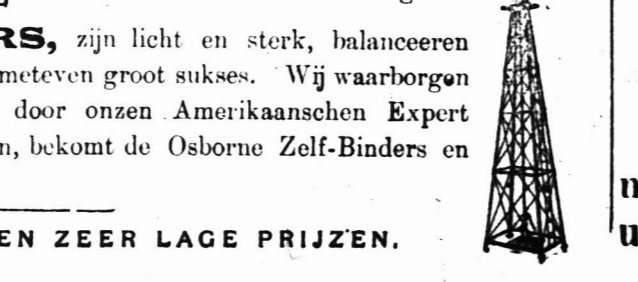 RS, zijn licht en sterk, balanceeren
meteven groot sukses. Wij waarborgen
door onzen Amerikaanschen Expert
n, bekomt de Osborne Zelf-Binders en
EN ZEER LAGE PRIJZEN.